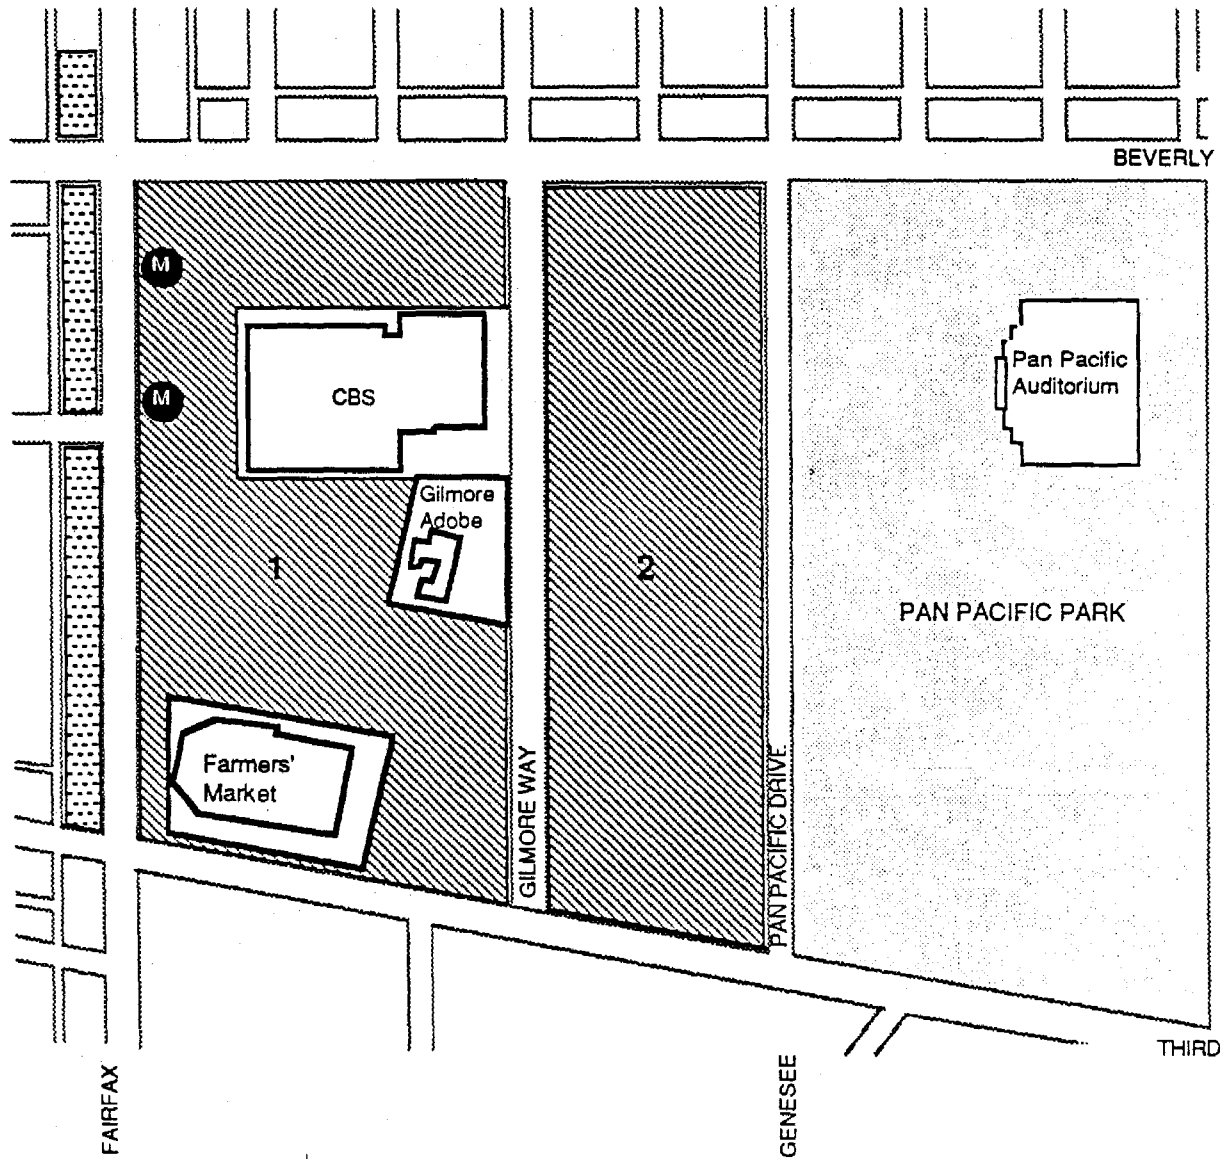 BEVERLY
M
M
CBS
Pan Pacific
Auditorium
Gilmore
Adobe
1
2
PAN PACIFIC PARK
Farmers'
Market
GILMORE WAY
PAN PACIFIC DRIVE
THIRD
FAIRFAX
GENESEE